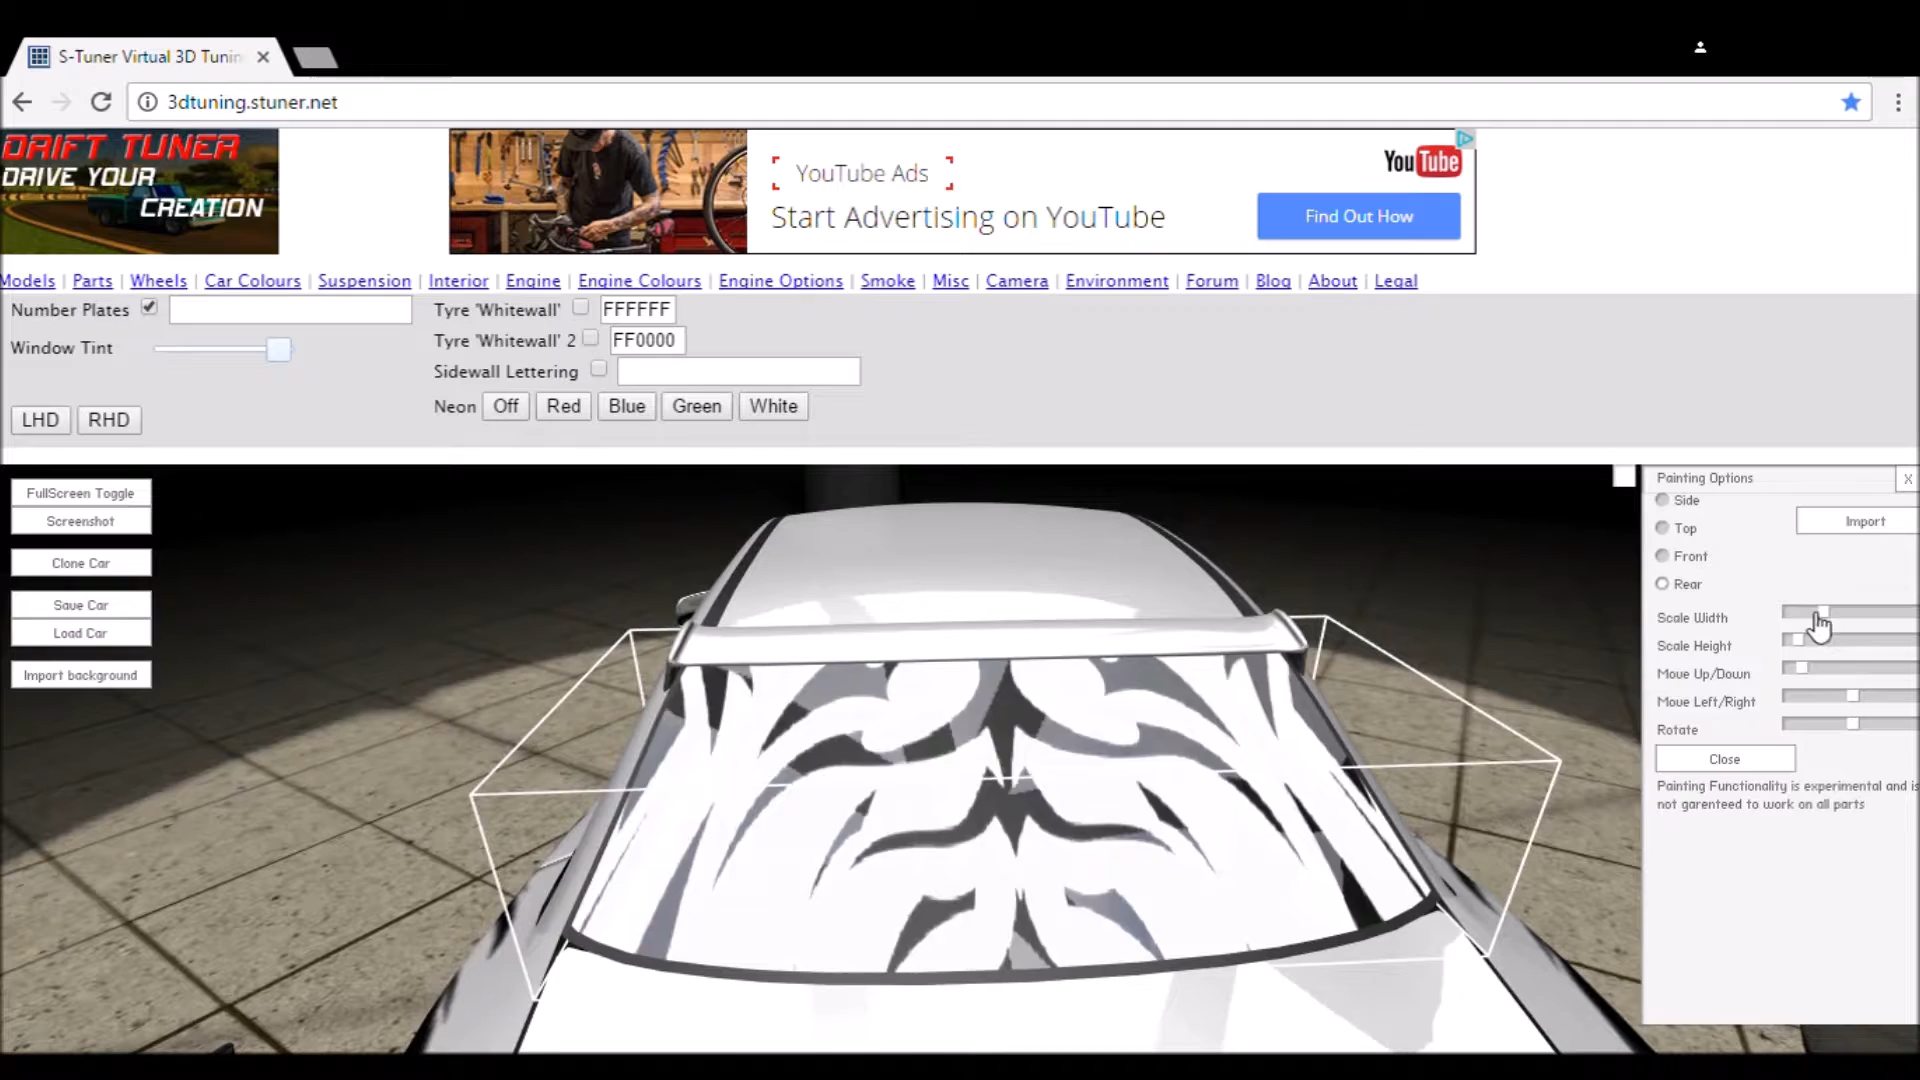 S-Tuner Virtual 3D Tunin
3dtuning.stuner.net
DRIFT TUNER
DRIVE YOUR
CREATION
YouTube Ads
Start Advertising on YouTube
YouTube
Find Out How
Models | Parts | Wheels | Car Colours | Suspension | Interior | Engine | Engine Colours | Engine Options | Smoke | Misc | Camera | Environment | Forum | Blog | About | Legal
Number Plates
Window Tint
LHD RHD
Tyre 'Whitewall' FFFFFF
Tyre 'Whitewall' 2 FF0000
Sidewall Lettering
Neon Off Red Blue Green White
FullScreen Toggle
Screenshot
Clone Car
Save Car
Load Car
Import background
Painting Options X
Side
Import
Top
Front
Rear
Scale Width
Scale Height
Move Up/Down
Move Left/Right
Rotate
Close
Painting Functionality is experimental and is
not garenteed to work on all parts